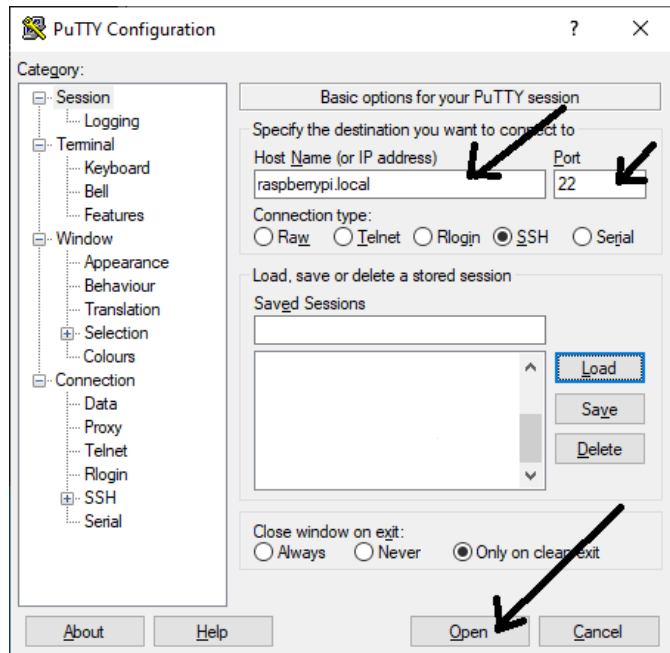 PuTTY Configuration
?
Category:
Session
Logging
Terminal
Keyboard
Bell
Features
Window
Appearance
Behaviour
Translation
Selection
Colours
Connection
Data
Proxy
Telnet
Rlogin
SSH
Serial
Basic options for your PuTTY session
Specify the destination you want to connect to
Host Name (or IP address) Port
raspberrypi.local 22
Connection type:
Raw Telnet Rlogin SSH Serial
Load, save or delete a stored session
Saved Sessions
Load
Save
Delete
Close window on exit:
Always Never Only on clean exit
About Help Open Cancel